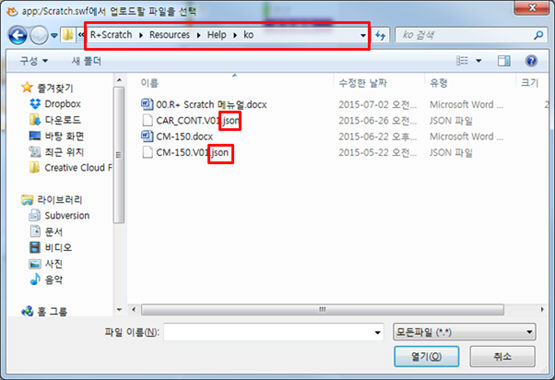 app:/Scratch.swf에서 업로드할 파일을 선택
R+Scratch ▸ Resources ▸ Help ▸ ko
ko 검색
구성 새 폴더
이름 수정한 날짜 유형 크기
즐겨찾기
Dropbox
다운로드
바탕 화면
최근 위치
Creative Cloud F
라이브러리
Subversion
문서
비디오
사진
음악
홈 그룹
00.R+ Scratch 메뉴얼.docx 2015-07-02 오전... Microsoft Word ...
CAR_CONT.V01.json 2015-06-26 오전... JSON 파일
CM-150.docx 2015-06-22 오후... Microsoft Word ...
CM-150.V01.json 2015-05-22 오전... JSON 파일
파일 이름(N):
모든파일 (*.*)
열기(O) 취소